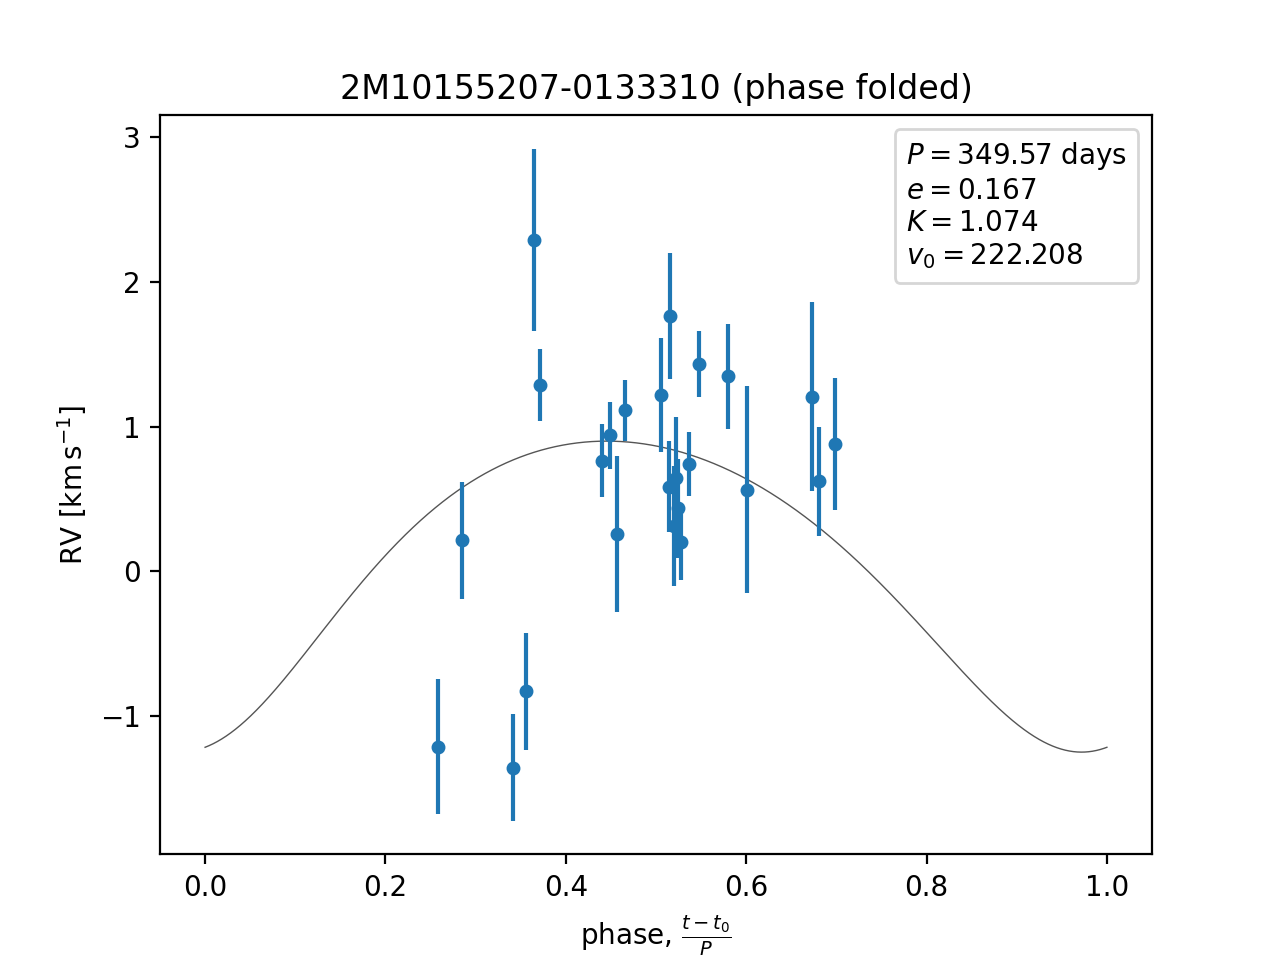 2M10155207-0133310 (phase folded)
P = 349.57 days
e = 0.167
K = 1.074
v₀ = 222.208
RV [km s⁻¹]
3
2
1
0
−1
0.0 0.2 0.4 0.6 0.8 1.0
phase, (t − t₀)/P